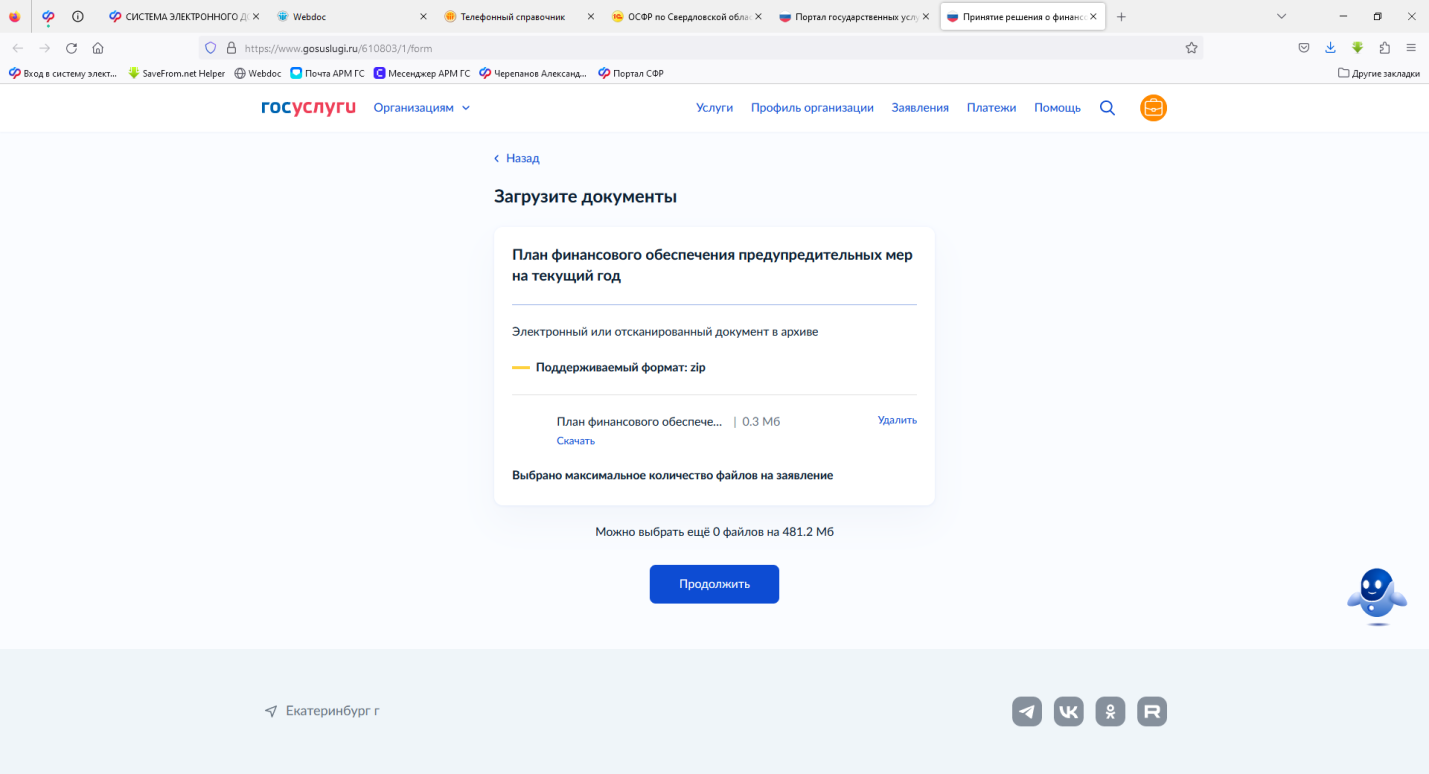 СИСТЕМА ЭЛЕКТРОННОГО ДО
Webdoc
Телефонный справочник
ОСФР по Свердловской облас
Портал государственных услу
Принятие решения о финанс
https://www.gosuslugi.ru/610803/1/form
Вход в систему элект...
SaveFrom.net Helper
Webdoc
Почта АРМ ГС
Месенджер АРМ ГС
Черепанов Александ...
Портал СФР
Другие закладки
госуслуги
Организациям
Услуги
Профиль организации
Заявления
Платежи
Помощь
Назад
Загрузите документы
План финансового обеспечения предупредительных мер
на текущий год
Электронный или отсканированный документ в архиве
Поддерживаемый формат: zip
План финансового обеспече... | 0.3 Мб
Удалить
Скачать
Выбрано максимальное количество файлов на заявление
Можно выбрать ещё 0 файлов на 481.2 Мб
Продолжить
Екатеринбург г